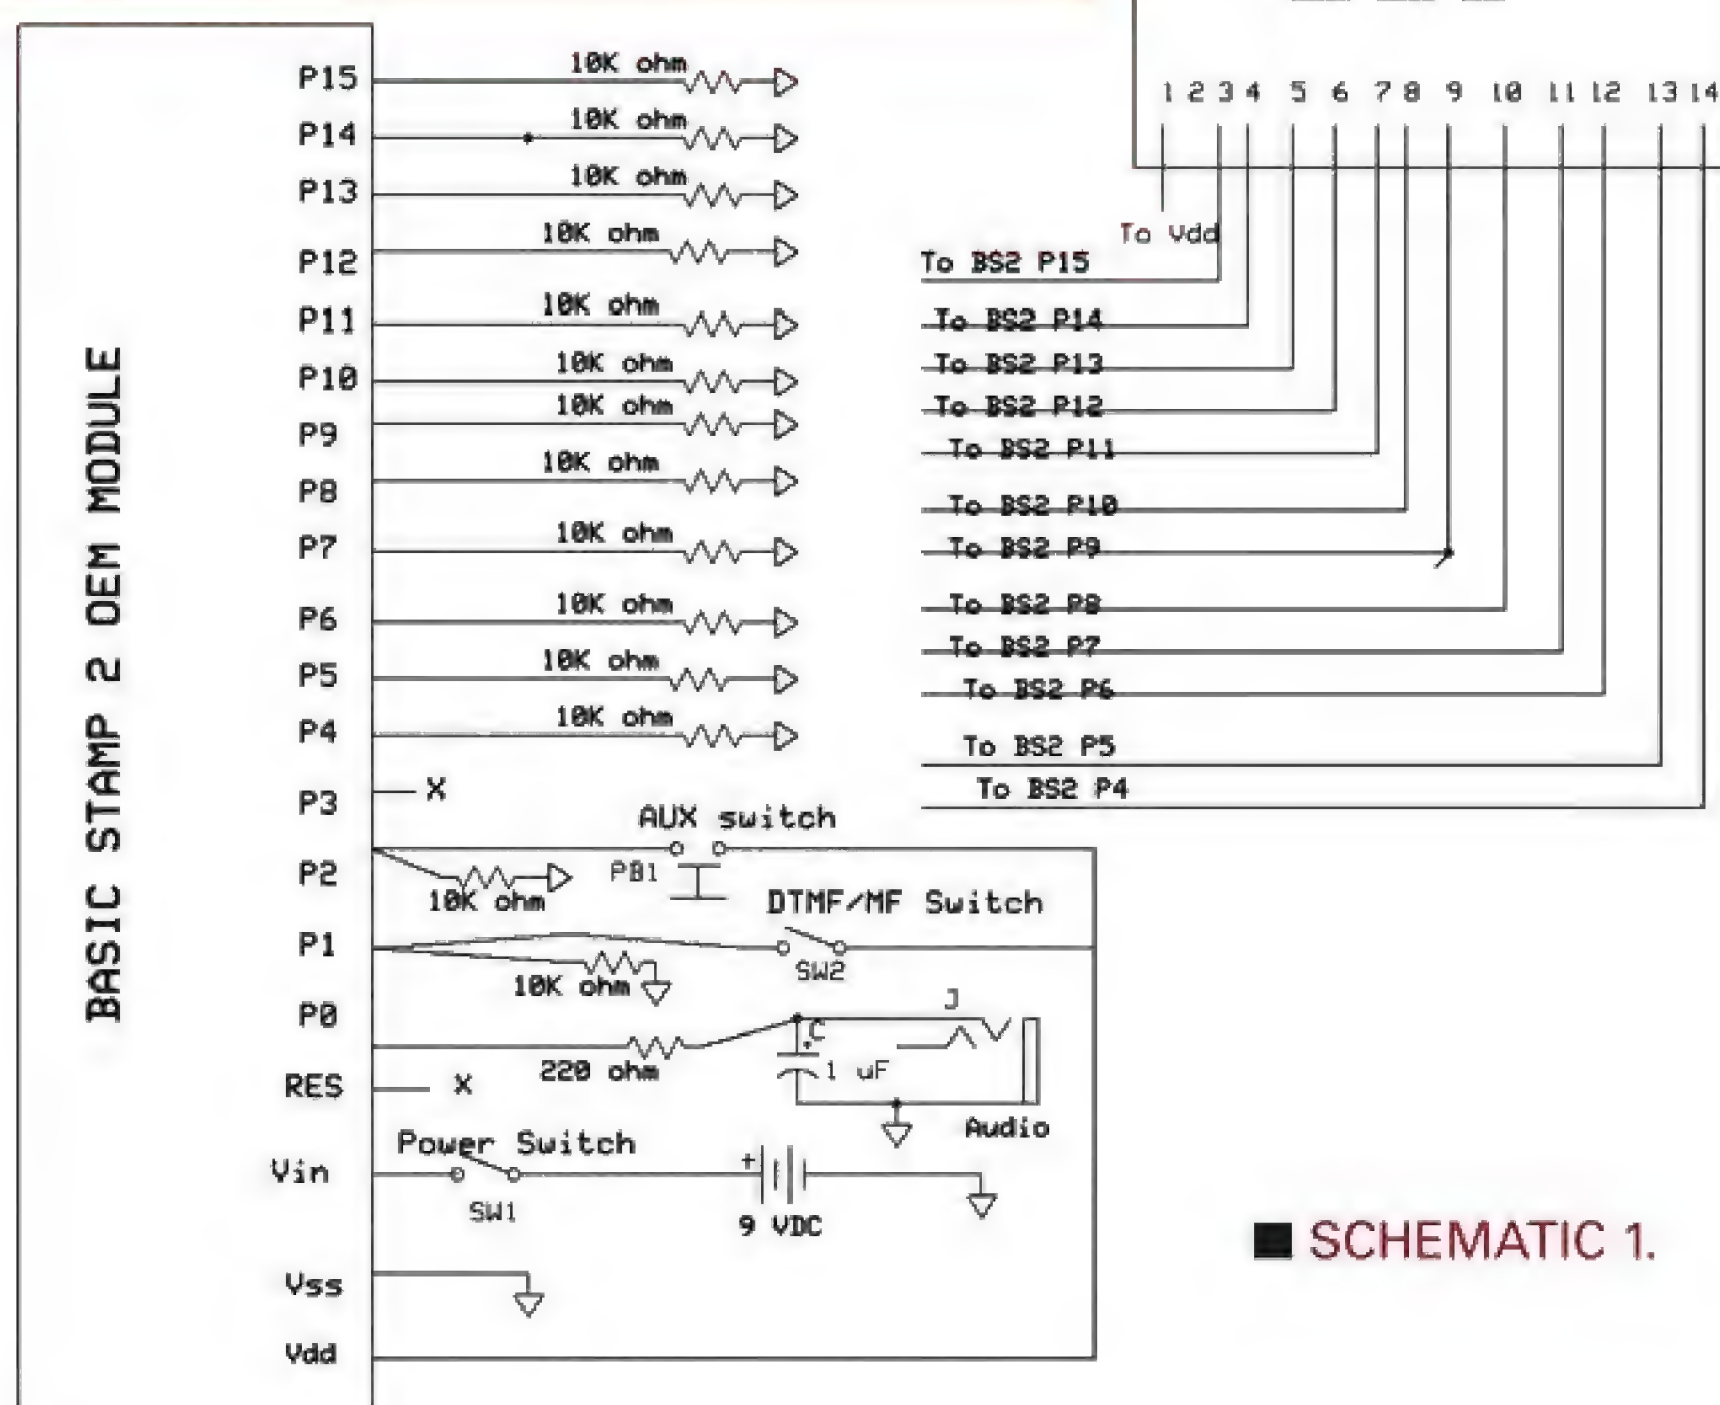 BASIC STAMP 2 OEM MODULE
P15
10K ohm
P14
10K ohm
P13
10K ohm
P12
10K ohm
P11
10K ohm
P10
10K ohm
P9
10K ohm
P8
10K ohm
P7
10K ohm
P6
10K ohm
P5
10K ohm
P4
10K ohm
P3
X
P2
10K ohm
AUX switch
PB1
P1
10K ohm
DTMF/MF Switch
SW2
P0
220 ohm
C
1 uF
J
Audio
RES
X
Vin
Power Switch
SW1
+
9 VDC
Vss
Vdd
1 2 3 4 5 6 7 8 9 10 11 12 13 14
To Vdd
To BS2 P15
To BS2 P14
To BS2 P13
To BS2 P12
To BS2 P11
To BS2 P10
To BS2 P9
To BS2 P8
To BS2 P7
To BS2 P6
To BS2 P5
To BS2 P4
■ SCHEMATIC 1.